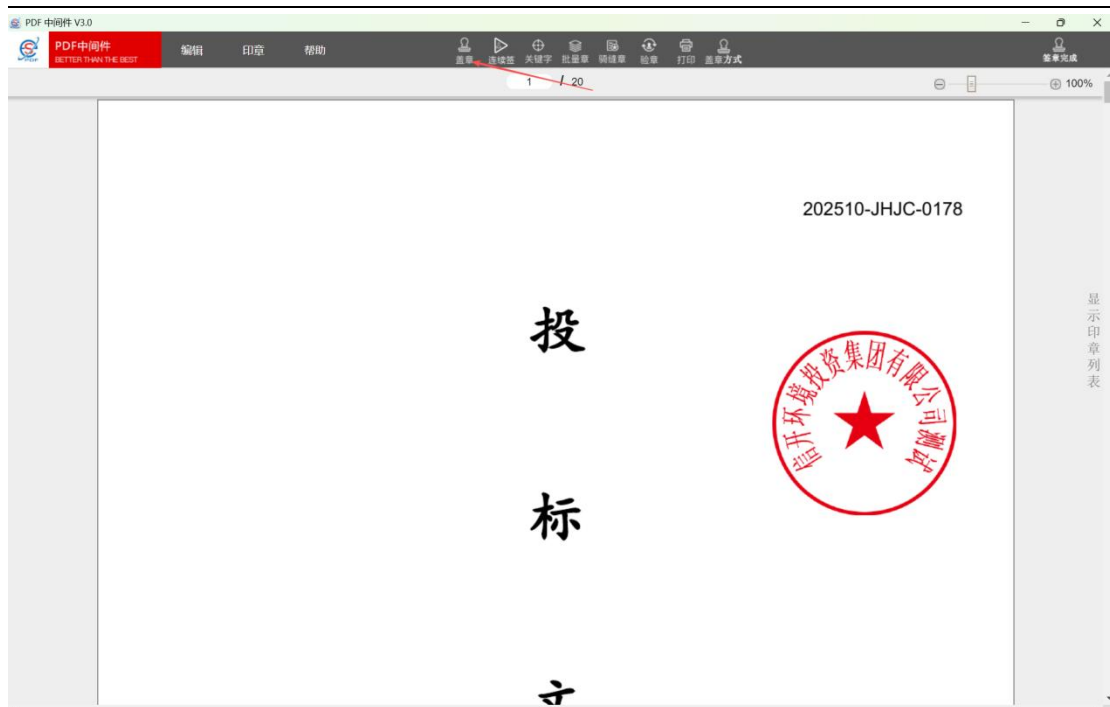 PDF 中间件 V3.0
PDF中间件
BETTER THAN THE BEST
编辑 印章 帮助
盖章 连续签 关键字 批量章 骑缝章 验章 打印 盖章方式
签章完成
1 / 20
100%
202510-JHJC-0178
投
标
文
信开环境投资集团有限公司测试
显示印章列表